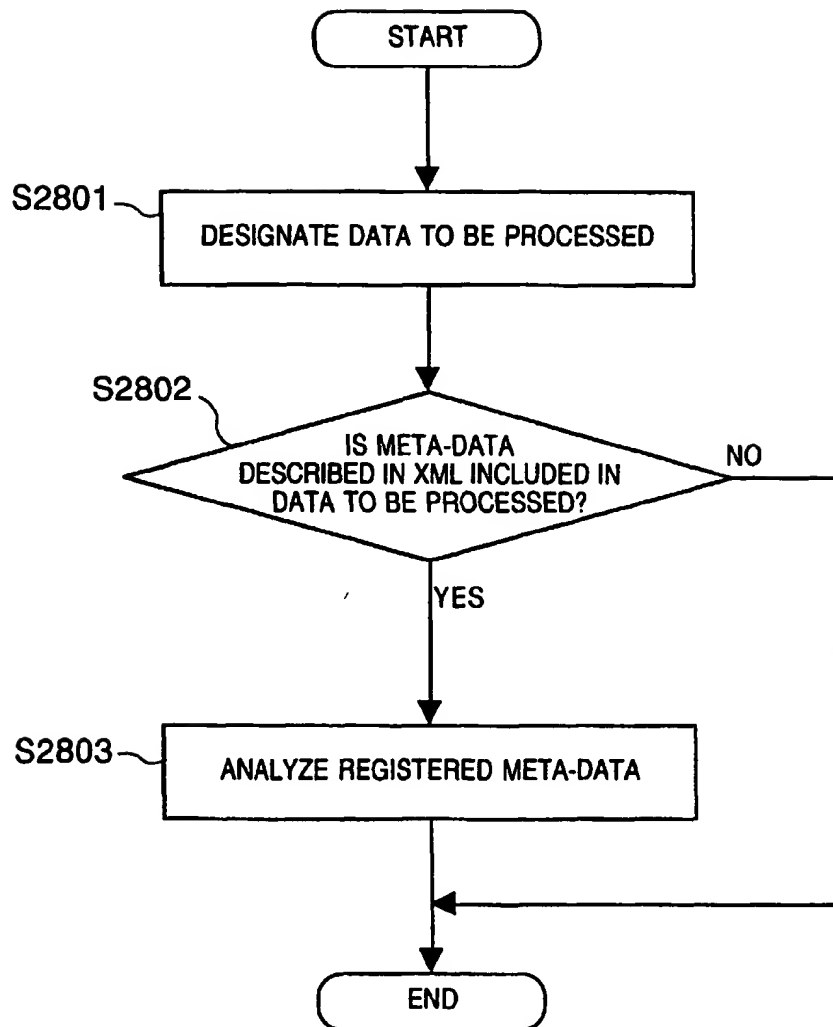 START
S2801
DESIGNATE DATA TO BE PROCESSED
S2802
IS META-DATA
DESCRIBED IN XML INCLUDED IN
DATA TO BE PROCESSED?
NO
YES
S2803
ANALYZE REGISTERED META-DATA
END